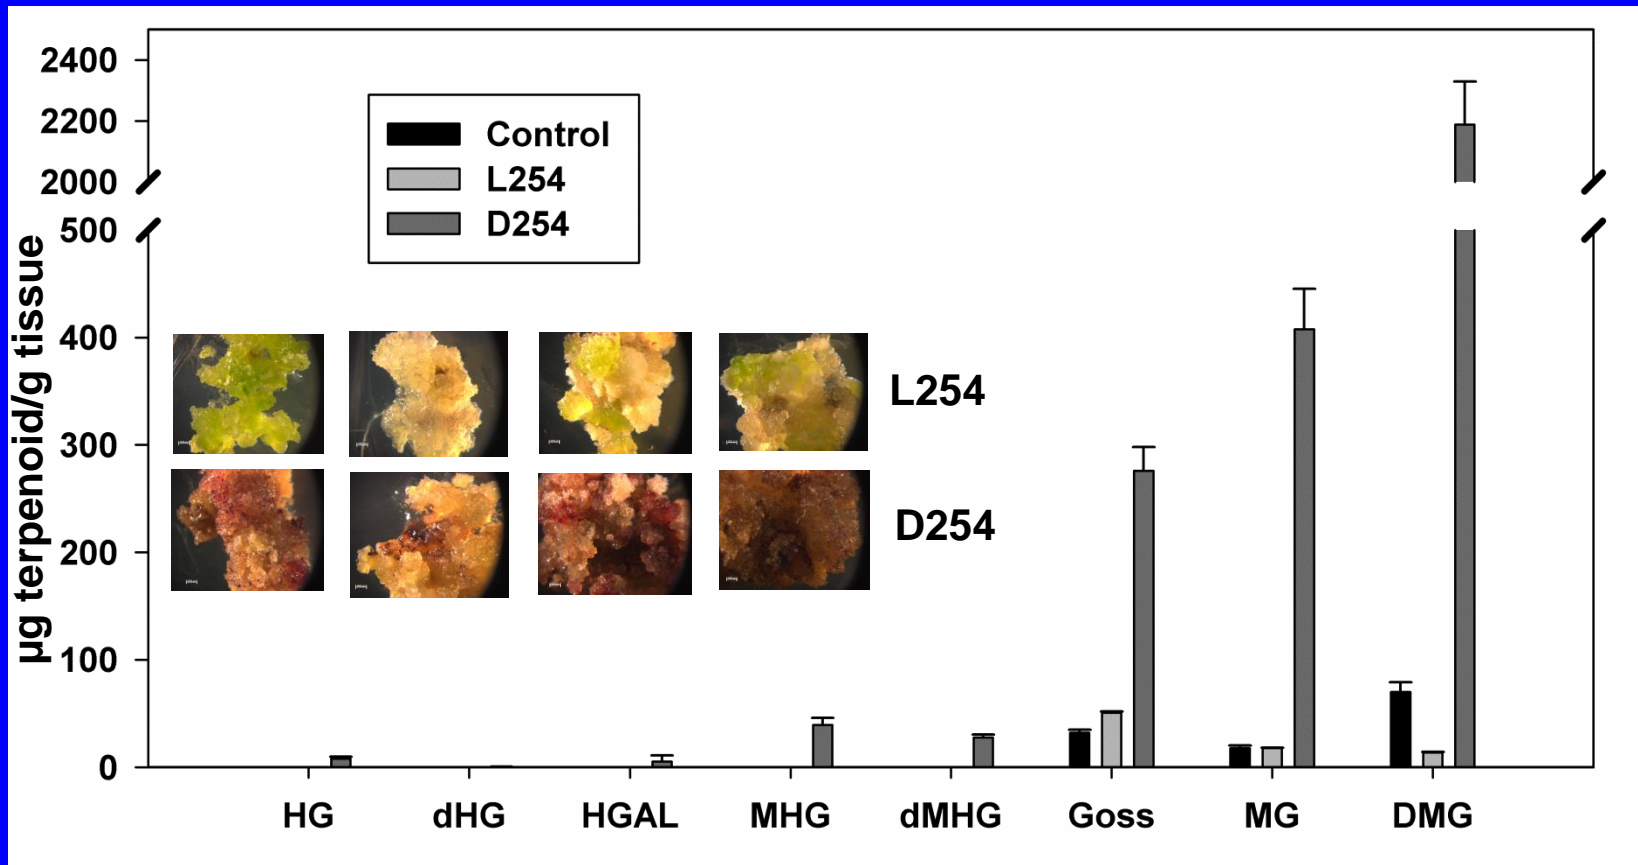 2400
2200
2000
500
400
300
200
100
0
µg terpenoid/g tissue
Control
L254
D254
L254
D254
HG dHG HGAL MHG dMHG Goss MG DMG